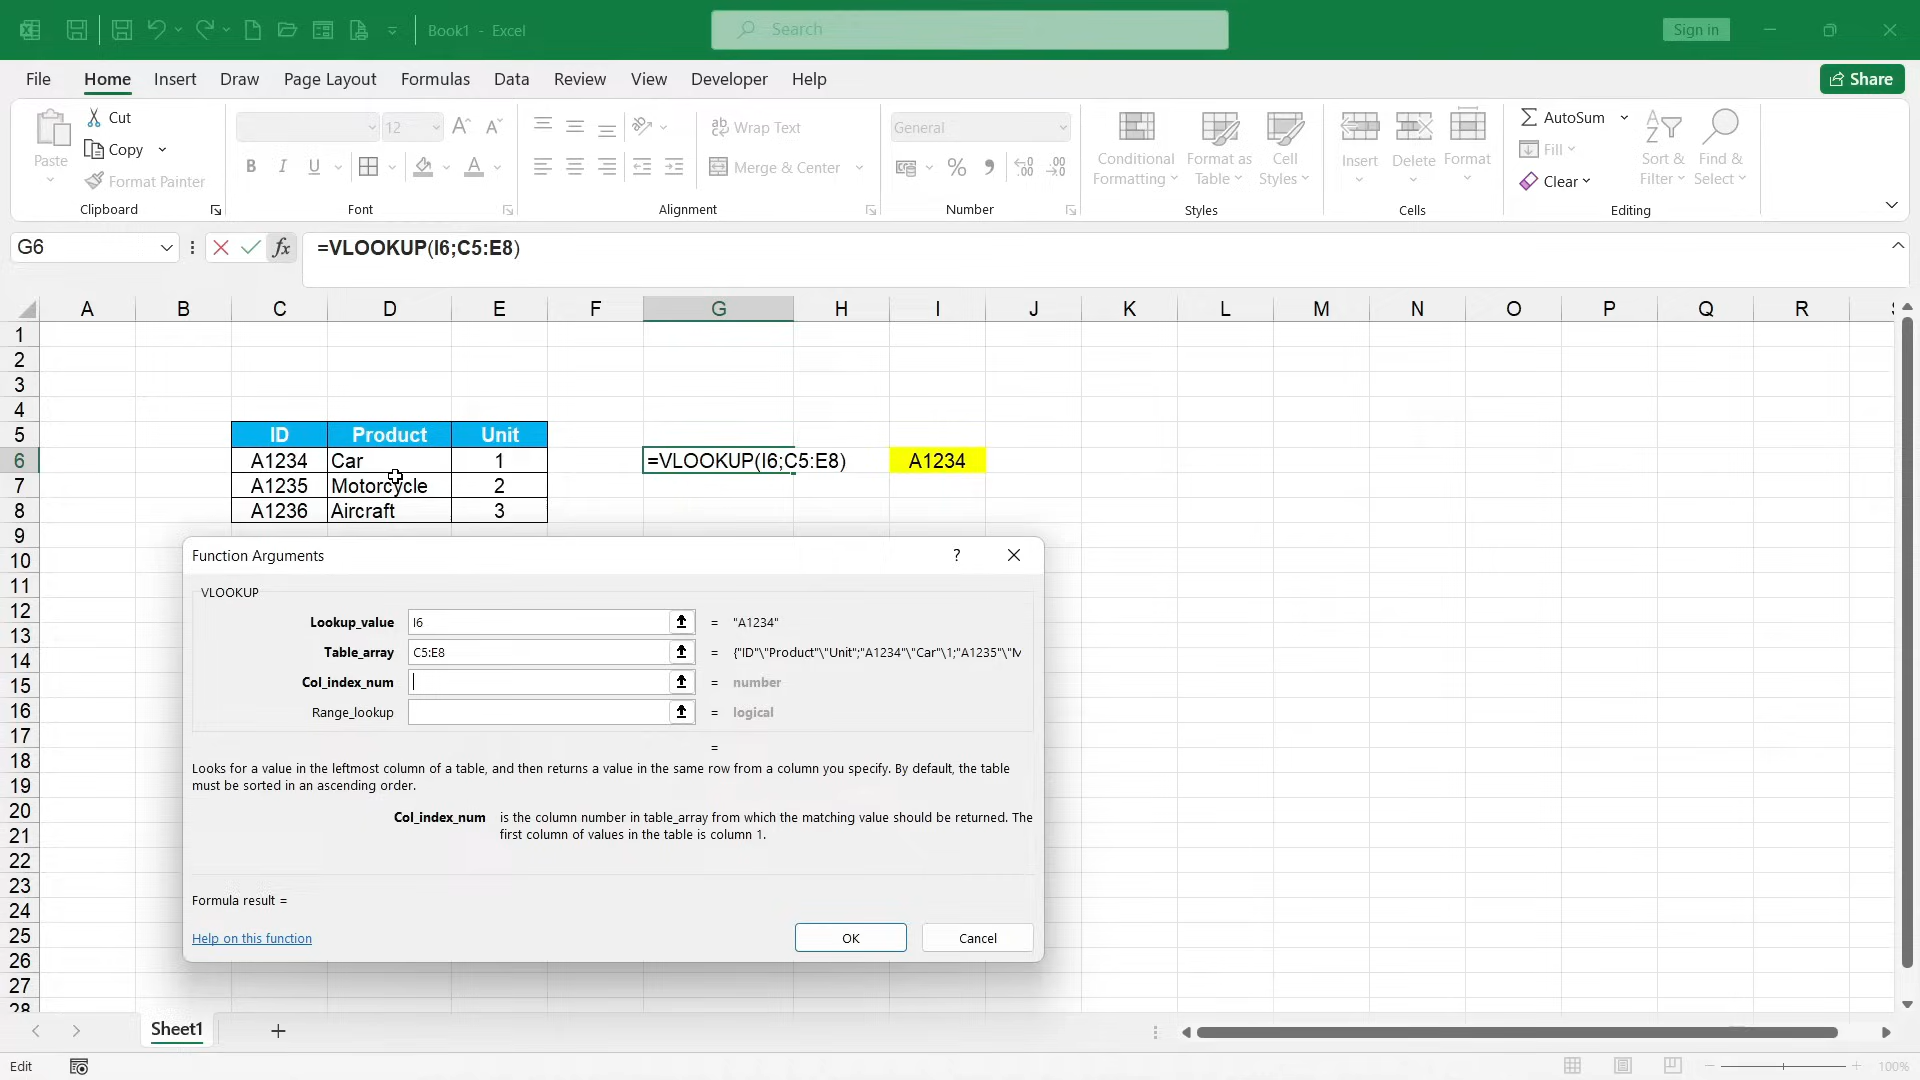 Book1 - Excel
Search
Sign in
File Home Insert Draw Page Layout Formulas Data Review View Developer Help
Share
Paste
Cut
Copy
Format Painter
Clipboard
12
B I U A
Font
Wrap Text
Merge & Center
Alignment
General
%
Number
Conditional Formatting
Format as Table
Cell Styles
Styles
Insert Delete Format
Cells
AutoSum
Fill
Clear
Sort & Filter
Find & Select
Editing
G6
fx
=VLOOKUP(I6;C5:E8)
A B C D E F G H I J K L M N O P Q R
1
2
3
4
5 ID Product Unit
6 A1234 Car 1 =VLOOKUP(I6;C5:E8) A1234
7 A1235 Motorcycle 2
8 A1236 Aircraft 3
9
10
11
12
13
14
15
16
17
18
19
20
21
22
23
24
25
26
27
28
Function Arguments ?
VLOOKUP
Lookup_value I6 = "A1234"
Table_array C5:E8 = {"ID"\"Product"\"Unit";"A1234"\"Car"\1;"A1235"\"M
Col_index_num = number
Range_lookup = logical
=
Looks for a value in the leftmost column of a table, and then returns a value in the same row from a column you specify. By default, the table
must be sorted in an ascending order.
Col_index_num is the column number in table_array from which the matching value should be returned. The
first column of values in the table is column 1.
Formula result =
Help on this function
OK
Cancel
Sheet1
Edit
100%